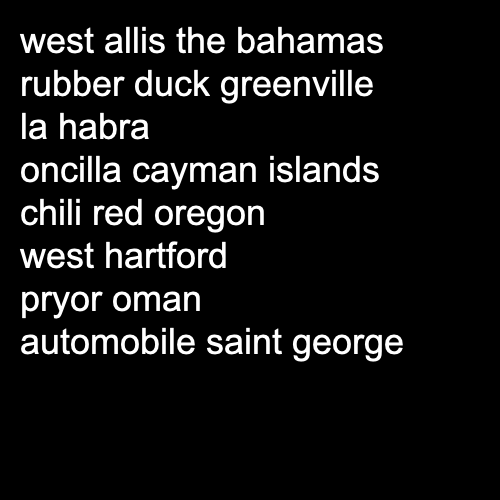 west allis the bahamas
rubber duck greenville
la habra
oncilla cayman islands
chili red oregon
west hartford
pryor oman
automobile saint george